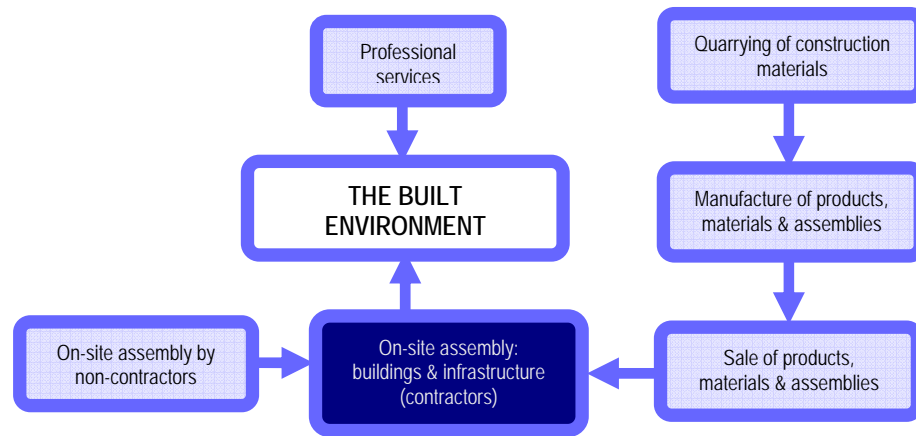 Professional
services
Quarrying of construction
materials
THE BUILT
ENVIRONMENT
Manufacture of products,
materials & assemblies
On-site assembly by
non-contractors
On-site assembly:
buildings & infrastructure
(contractors)
Sale of products,
materials & assemblies